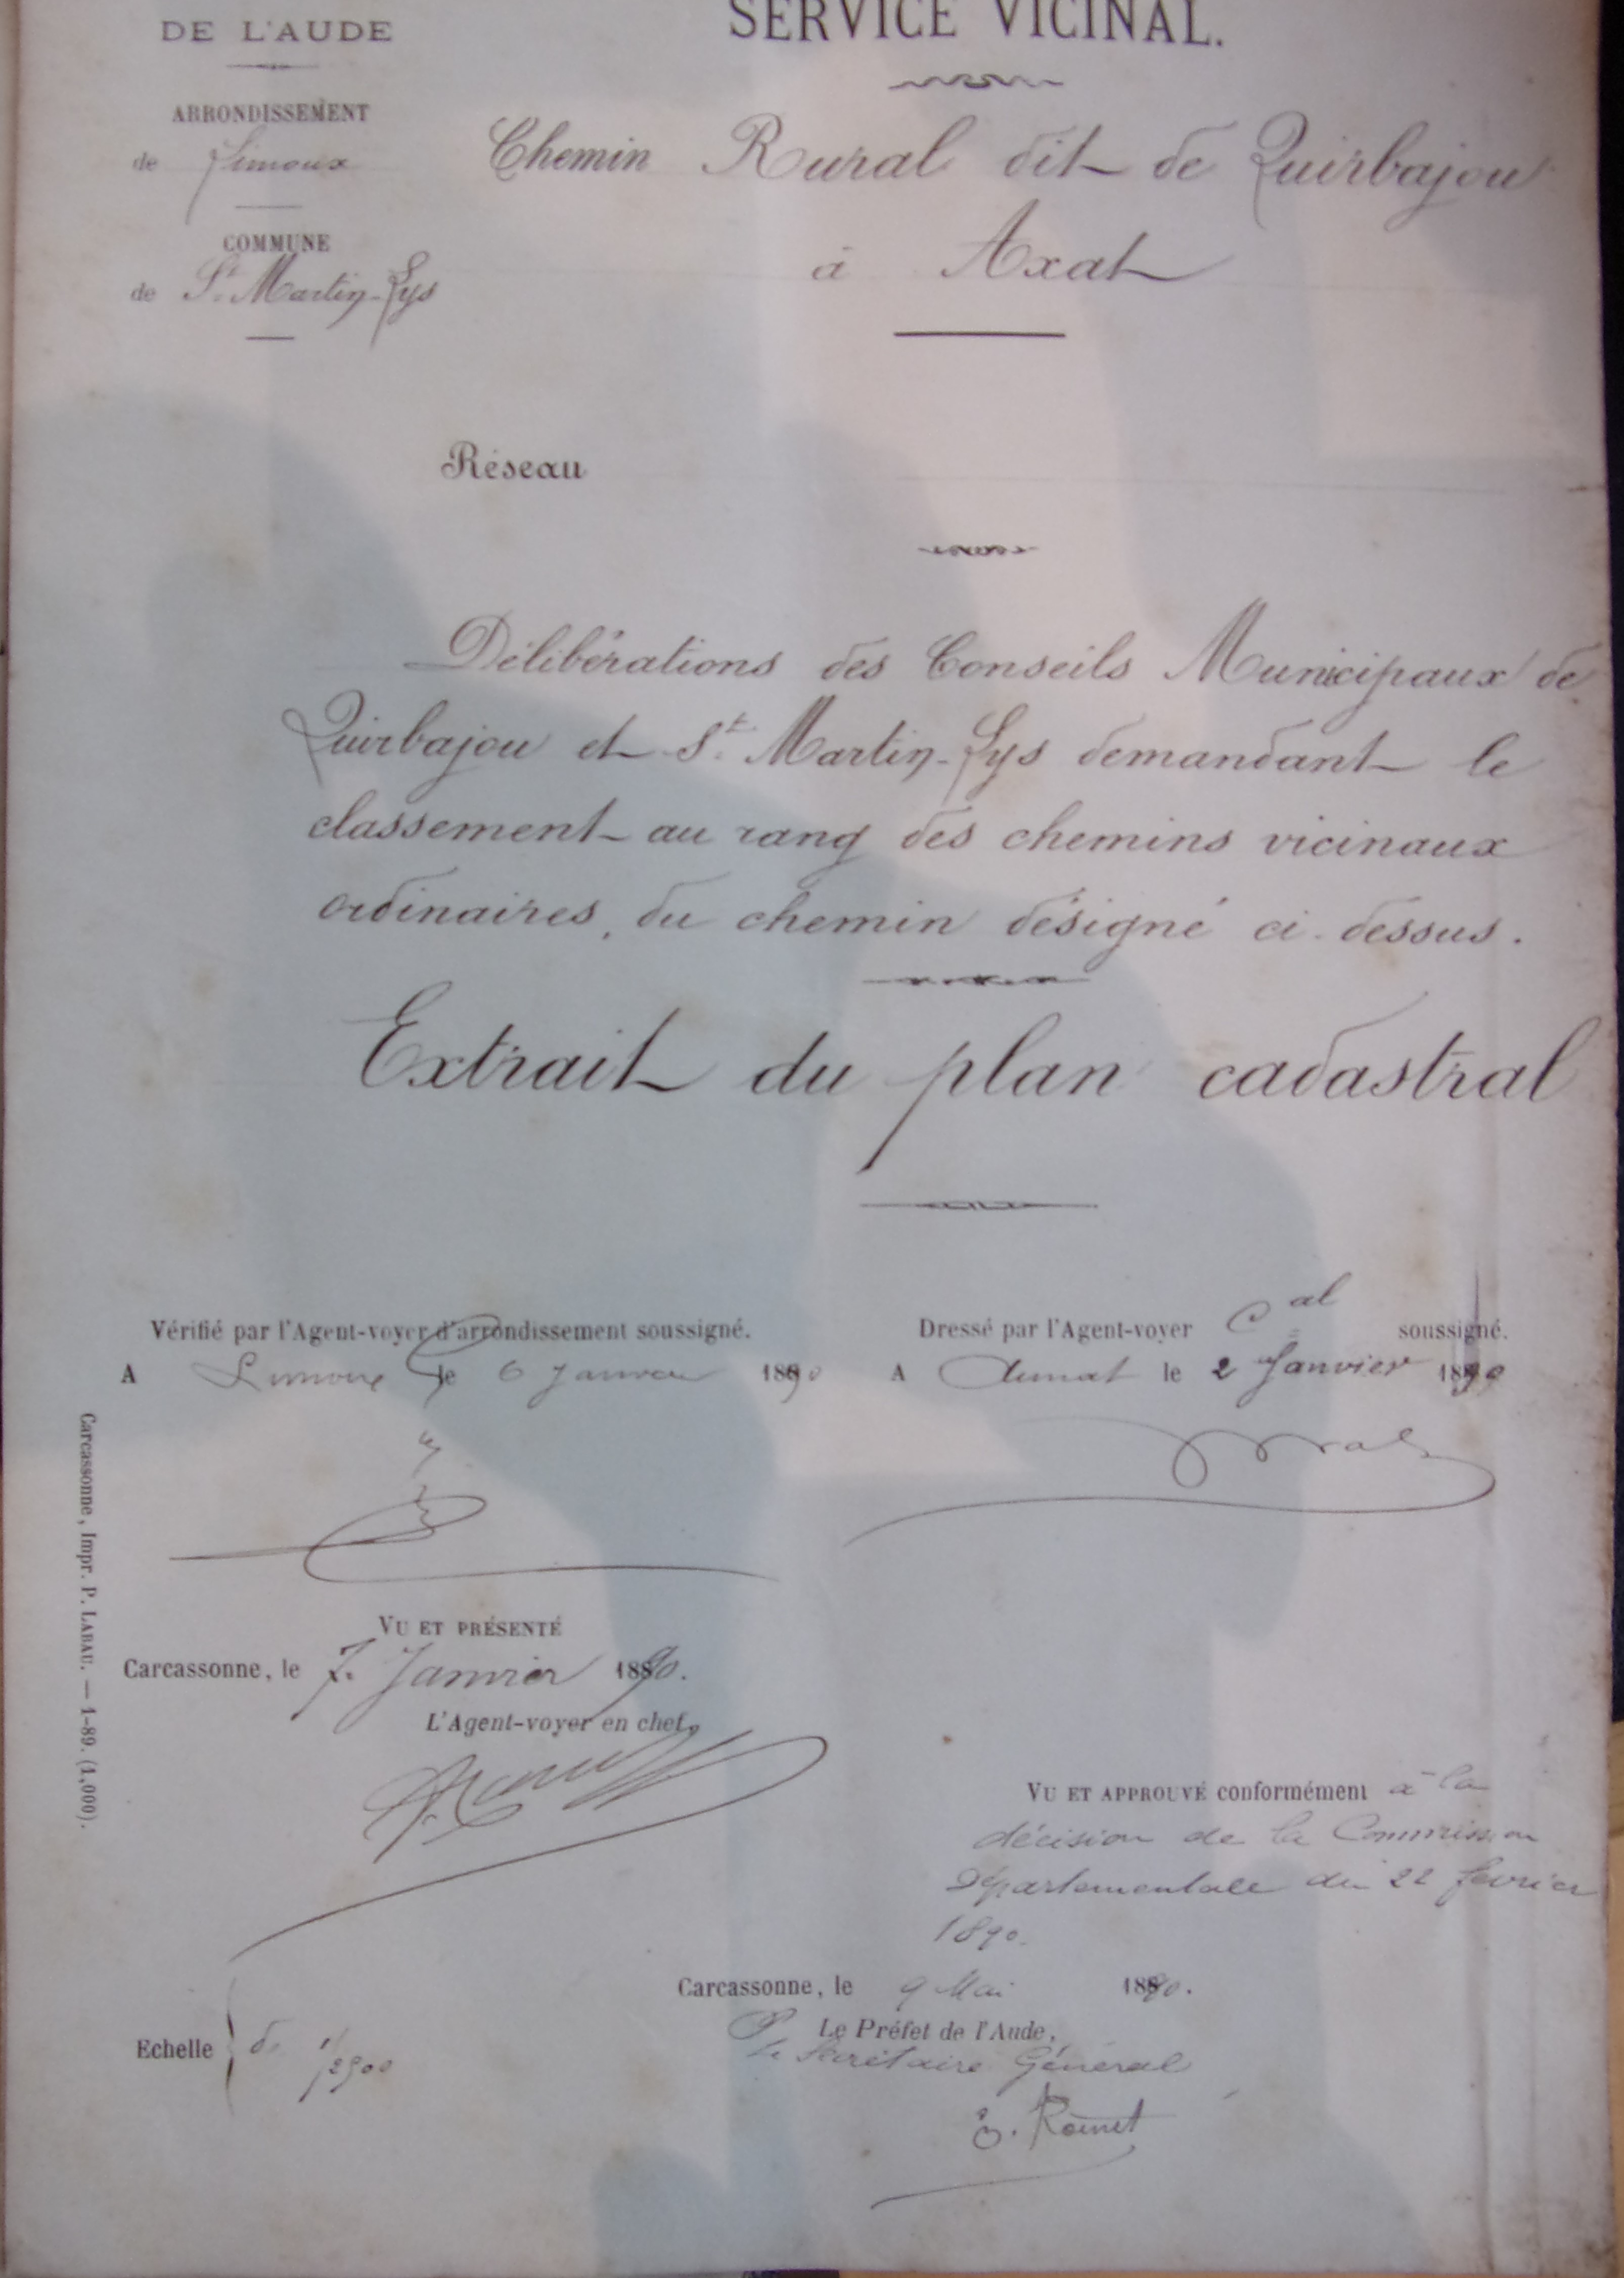 DE L'AUDE
SERVICE VICINAL.
ARRONDISSEMENT
de Limoux
Chemin Rural dit de Quirbajou
à Axat
COMMUNE
de St. Martin-Lys
Réseau
Délibérations des Conseils Municipaux de
Quirbajou et St. Martin-Lys demandant le
classement au rang des chemins vicinaux
ordinaires, du chemin désigné ci-dessus.
Extrait du plan cadastral
Vérifié par l'Agent-voyer d'arrondissement soussigné.
A Limoux le 6 Janvier 1890
Dressé par l'Agent-voyer Cal soussigné.
A le 2 Janvier 1890
VU ET PRÉSENTÉ
Carcassonne, le 7 Janvier 1890.
L'Agent-voyer en chef,
VU ET APPROUVÉ conformément à la
décision de la Commission
Départementale du 22 février
1890.
Carcassonne, le 9 Mai 1890.
P. Le Préfet de l'Aude,
Le Secrétaire Général
Echelle de 1/2500
Carcassonne, Impr. P. LABAU. — 1-89. (1,000).